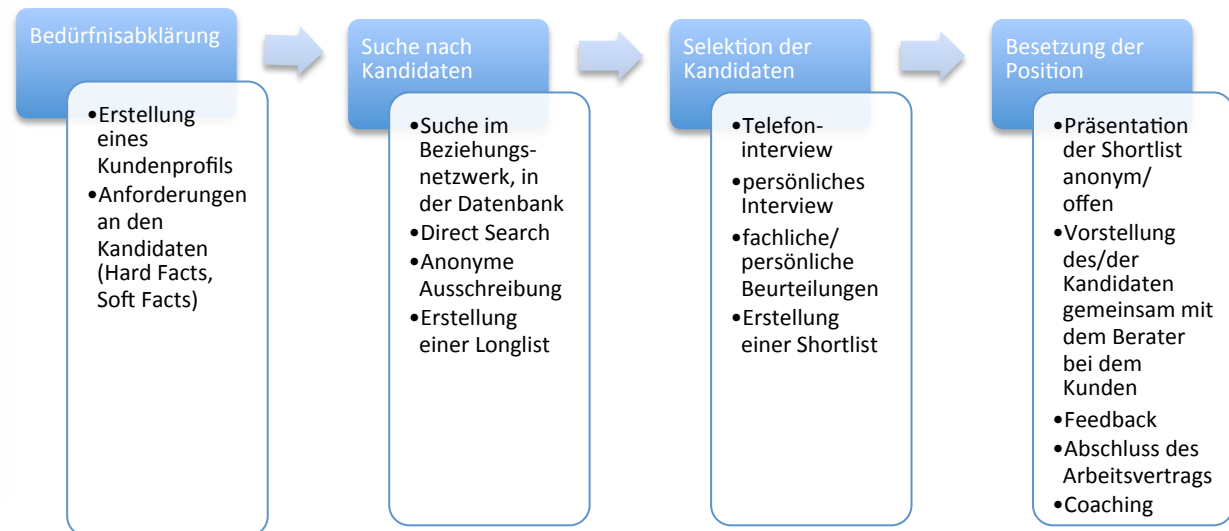 Bedürfnisabklärung
•Erstellung
eines
Kundenprofils
•Anforderungen
an den
Kandidaten
(Hard Facts,
Soft Facts)
Suche nach
Kandidaten
•Suche im
Beziehungs-
netzwerk, in
der Datenbank
•Direct Search
•Anonyme
Ausschreibung
•Erstellung
einer Longlist
Selektion der
Kandidaten
•Telefon-
interview
•persönliches
Interview
•fachliche/
persönliche
Beurteilungen
•Erstellung
einer Shortlist
Besetzung der
Position
•Präsentation
der Shortlist
anonym/
offen
•Vorstellung
des/der
Kandidaten
gemeinsam mit
dem Berater
bei dem
Kunden
•Feedback
•Abschluss des
Arbeitsvertrags
•Coaching